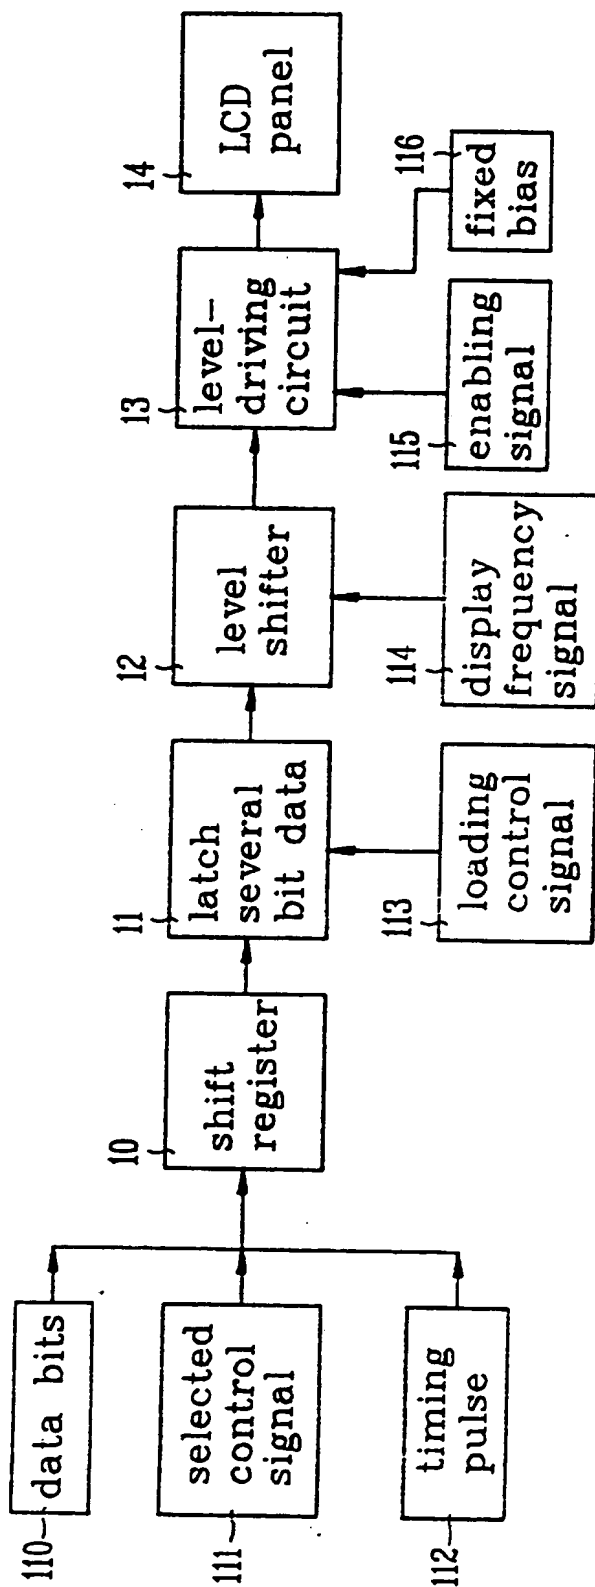 110
data bits
111
selected
control
signal
112
timing
pulse
10
shift
register
11
latch
several
bit data
113
loading
control
signal
12
level
shifter
114
display
frequency
signal
13
level-
driving
circuit
115
enabling
signal
116
fixed
bias
14
LCD
panel